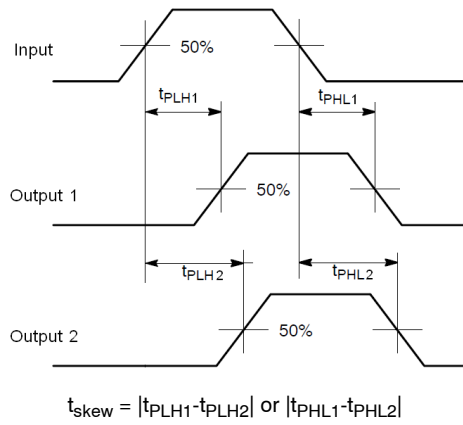 Input
50%
tPLH1
tPHL1
Output 1
50%
tPLH2
tPHL2
Output 2
50%
tskew = |tPLH1-tPLH2| or |tPHL1-tPHL2|